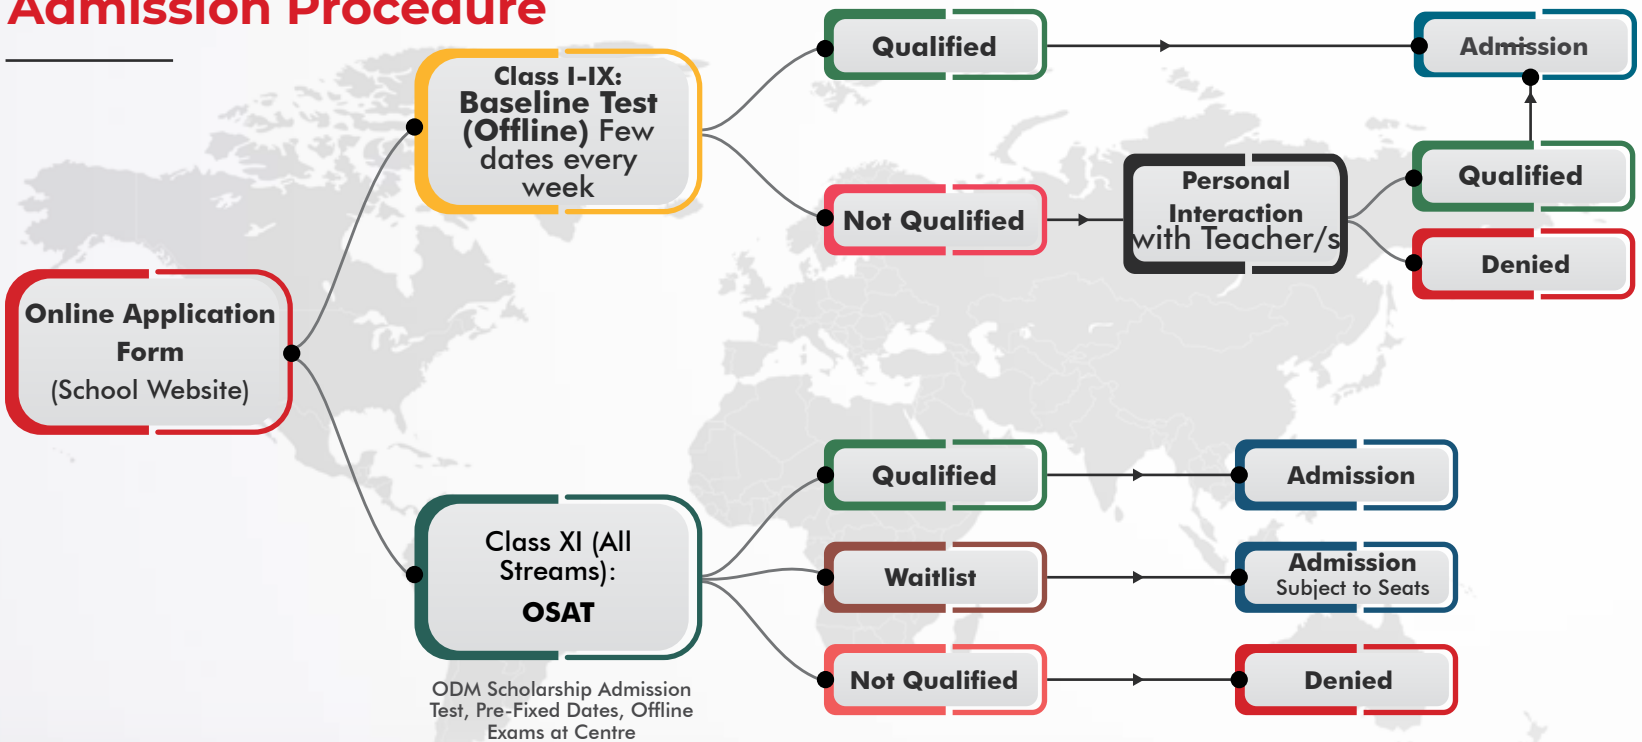 Admission Procedure
Online Application
Form
(School Website)
Class I-IX:
Baseline Test
(Offline) Few
dates every
week
Qualified
Admission
Not Qualified
Personal
Interaction
with Teacher/s
Qualified
Denied
Class XI (All
Streams):
OSAT
ODM Scholarship Admission
Test, Pre-Fixed Dates, Offline
Exams at Centre
Qualified
Admission
Waitlist
Admission
Subject to Seats
Not Qualified
Denied